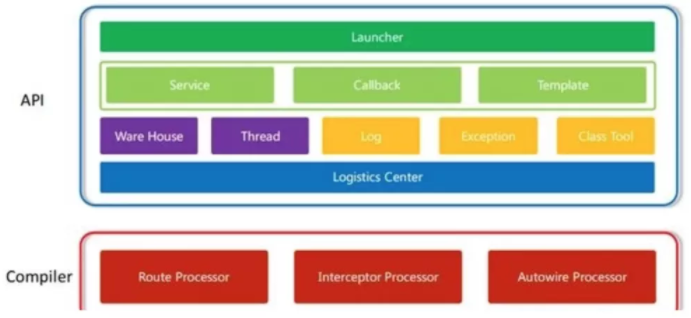 Launcher
Service Callback Template
API
Ware House Thread Log Exception Class Tool
Logistics Center
Compiler
Route Processor Interceptor Processor Autowire Processor